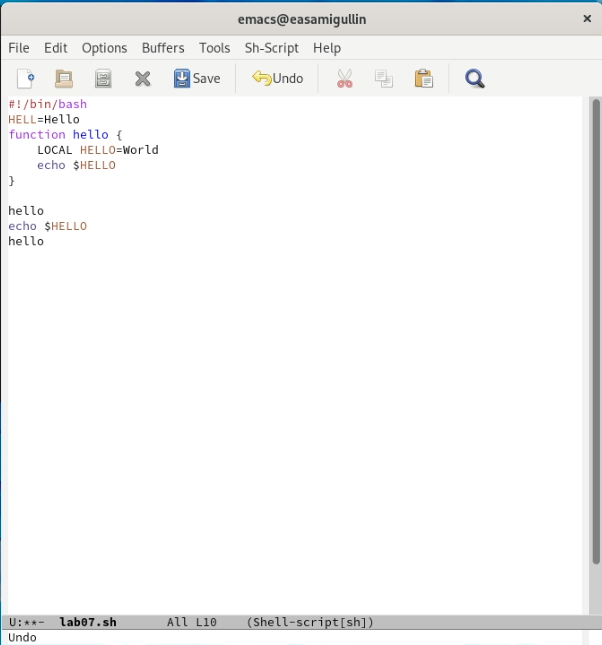 emacs@easamigullin ×
File Edit Options Buffers Tools Sh-Script Help
Save Undo
#!/bin/bash
HELL=Hello
function hello {
    LOCAL HELLO=World
    echo $HELLO
}
hello
echo $HELLO
hello
U:**- lab07.sh All L10 (Shell-script[sh])
Undo